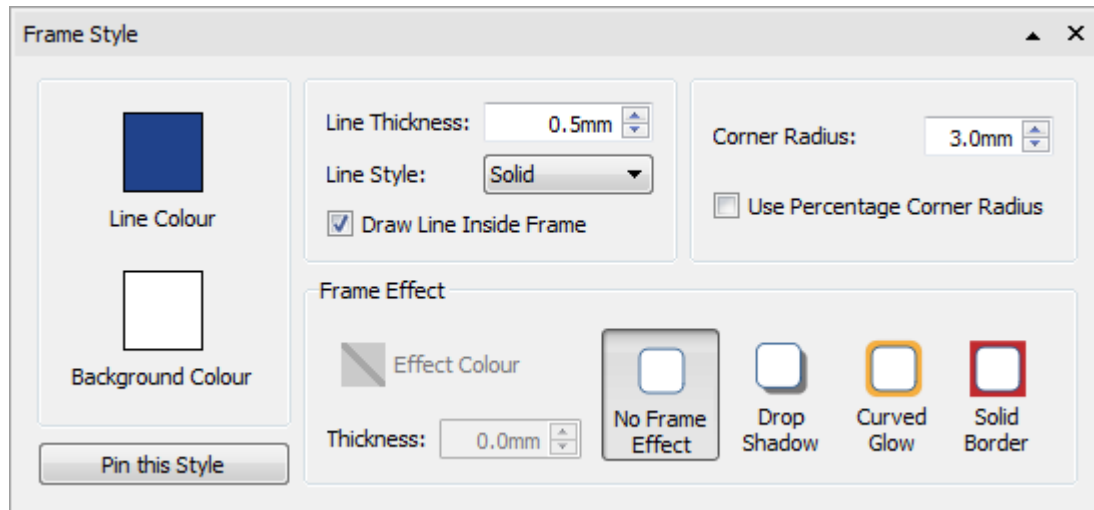 Frame Style
Line Colour
Background Colour
Pin this Style
Line Thickness: 0.5mm
Line Style: Solid
Draw Line Inside Frame
Corner Radius: 3.0mm
Use Percentage Corner Radius
Frame Effect
Effect Colour
Thickness: 0.0mm
No Frame
Effect
Drop
Shadow
Curved
Glow
Solid
Border